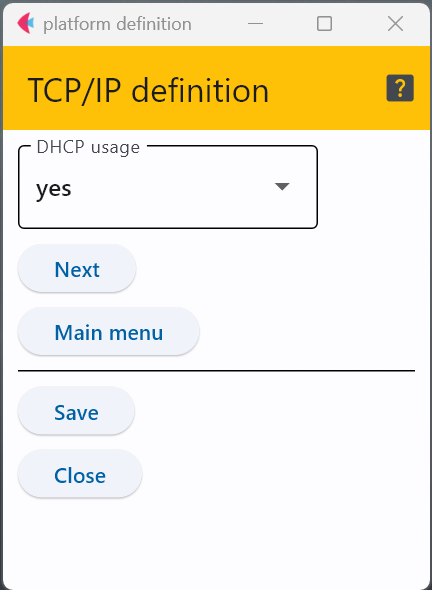 platform definition
TCP/IP definition
?
DHCP usage
yes
Next
Main menu
Save
Close